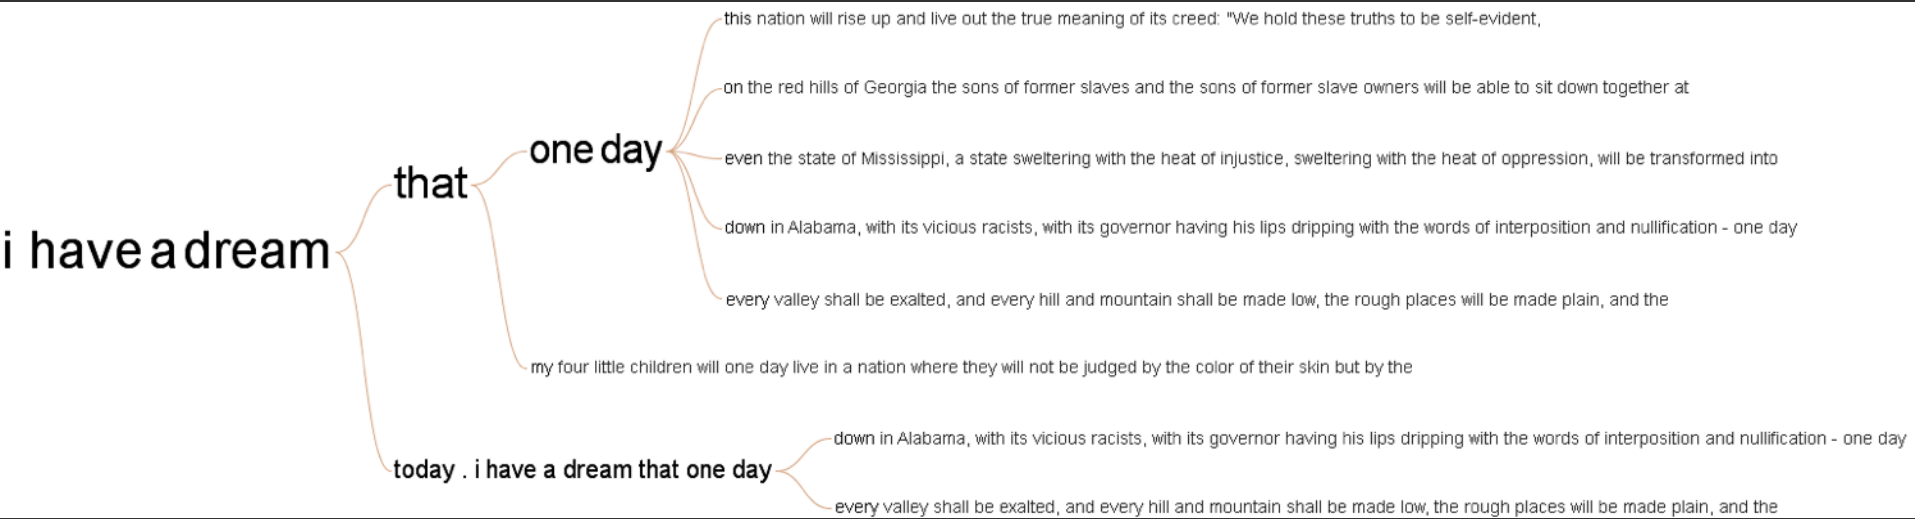 this nation will rise up and live out the true meaning of its creed: "We hold these truths to be self-evident,
on the red hills of Georgia the sons of former slaves and the sons of former slave owners will be able to sit down together at
one day
even the state of Mississippi, a state sweltering with the heat of injustice, sweltering with the heat of oppression, will be transformed into
that
down in Alabama, with its vicious racists, with its governor having his lips dripping with the words of interposition and nullification - one day
i have a dream
every valley shall be exalted, and every hill and mountain shall be made low, the rough places will be made plain, and the
my four little children will one day live in a nation where they will not be judged by the color of their skin but by the
down in Alabama, with its vicious racists, with its governor having his lips dripping with the words of interposition and nullification - one day
today . i have a dream that one day
every valley shall be exalted, and every hill and mountain shall be made low, the rough places will be made plain, and the